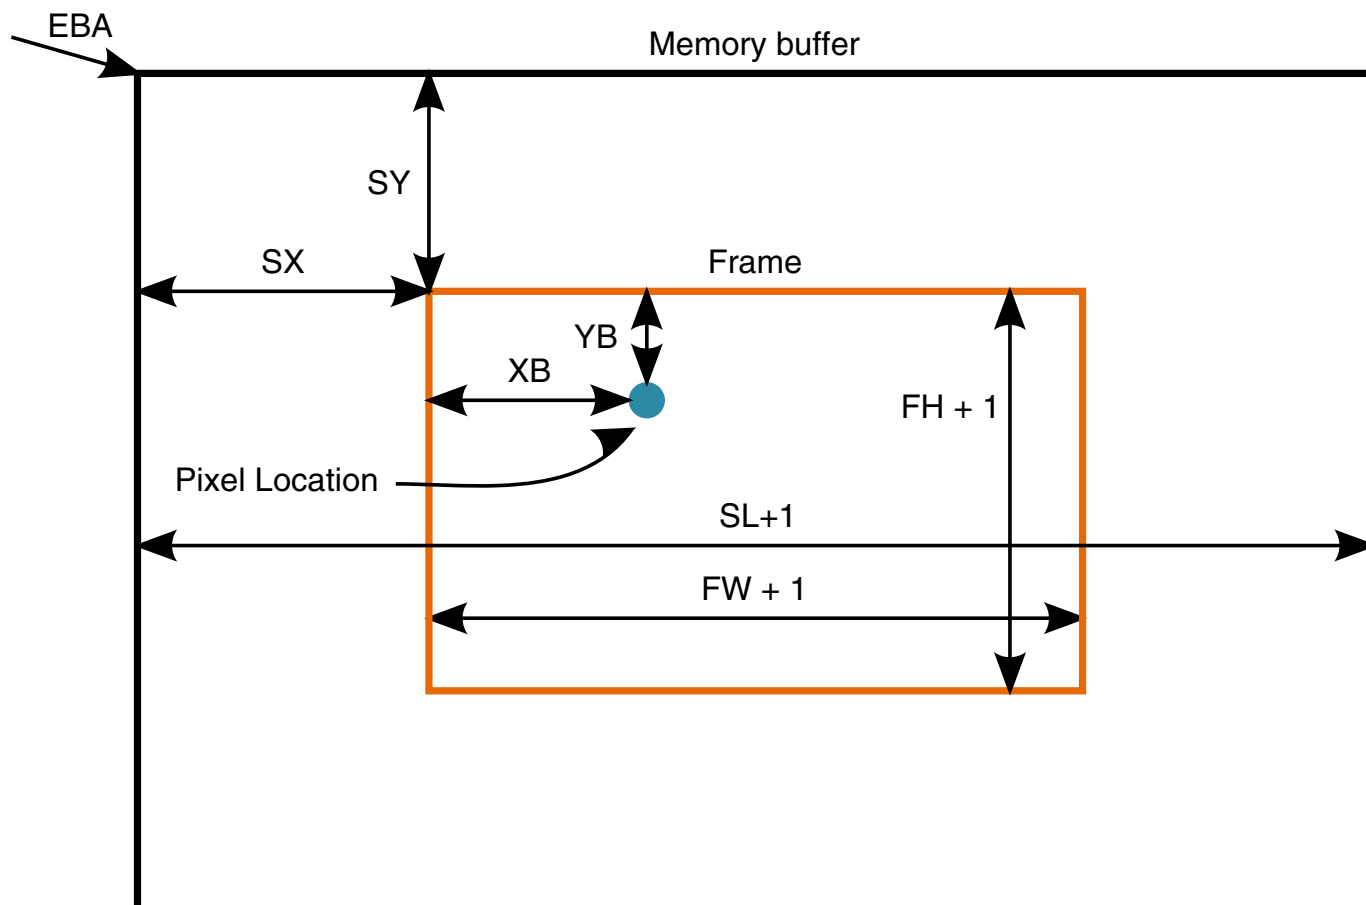 EBA
Memory buffer
SY
SX
Frame
YB
XB
FH + 1
Pixel Location
SL+1
FW + 1